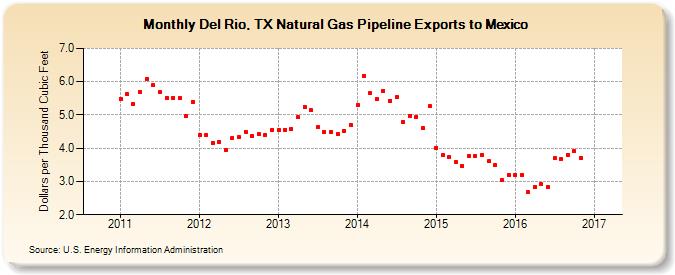 Monthly Del Rio, TX Natural Gas Pipeline Exports to Mexico
Dollars per Thousand Cubic Feet
7.0
6.0
5.0
4.0
3.0
2.0
2011 2012 2013 2014 2015 2016 2017
Source: U.S. Energy Information Administration